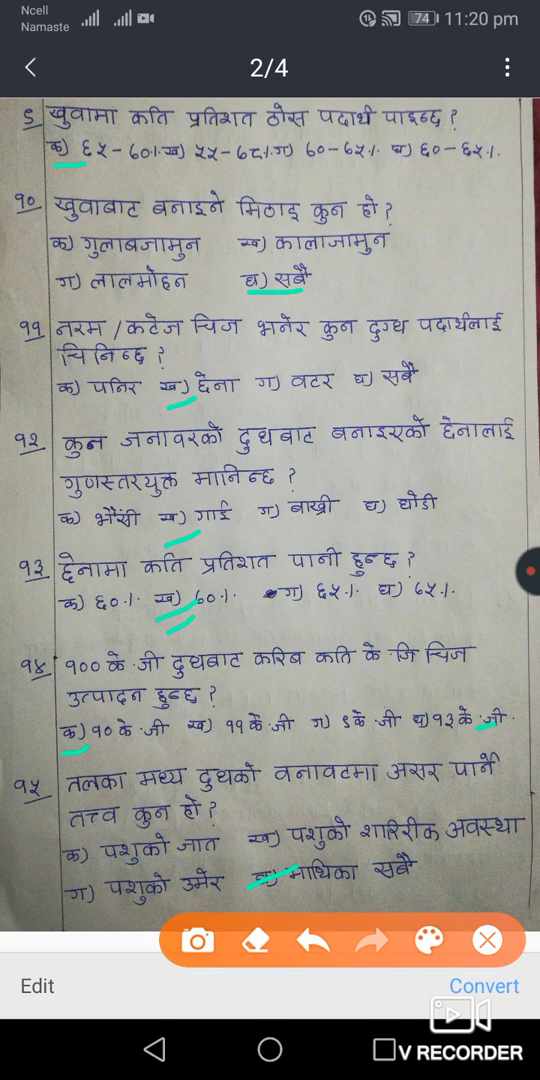 Ncell
Namaste
74 11:20 pm
2/4
९ खुवामा कति प्रतिशत ठोस पदार्थ पाइन्छ ?
क) ६५-७०% ख) ५५-५८% ग) ७०-७५% घ) ६०-६५%
१० खुवाबाट बनाइने मिठाइ कुन हो ?
क) गुलाबजामुन ख) कालाजामुन
ग) लालमोहन घ) सबै
११ नरम / कटेज चिज भनेर कुन दुग्ध पदार्थलाई
चिनिन्छ ?
क) पनिर ख) छेना ग) वटर घ) सबै
१२ कुन जनावरको दुधबाट बनाइएको छेनालाई
गुणस्तरयुक्त मानिन्छ ?
क) भैंसी ख) गाई ग) बाख्री घ) घोडी
१३ छेनामा कति प्रतिशत पानी हुन्छ ?
क) ६०% ख) ७०% ग) ६५% घ) ७५%
१४ १०० के.जी दुधबाट करिब कति के.जि चिज
उत्पादन हुन्छ ?
क) १० के.जी ख) ११ के.जी ग) ९ के.जी घ) १३ के.जी.
१५ तलका मध्य दुधको वनावटमा असर पार्ने
तत्त्व कुन हो ?
क) पशुको जात ख) पशुको शारिरीक अवस्था
ग) पशुको उमेर घ) माथिका सबै
Edit
Convert
V RECORDER